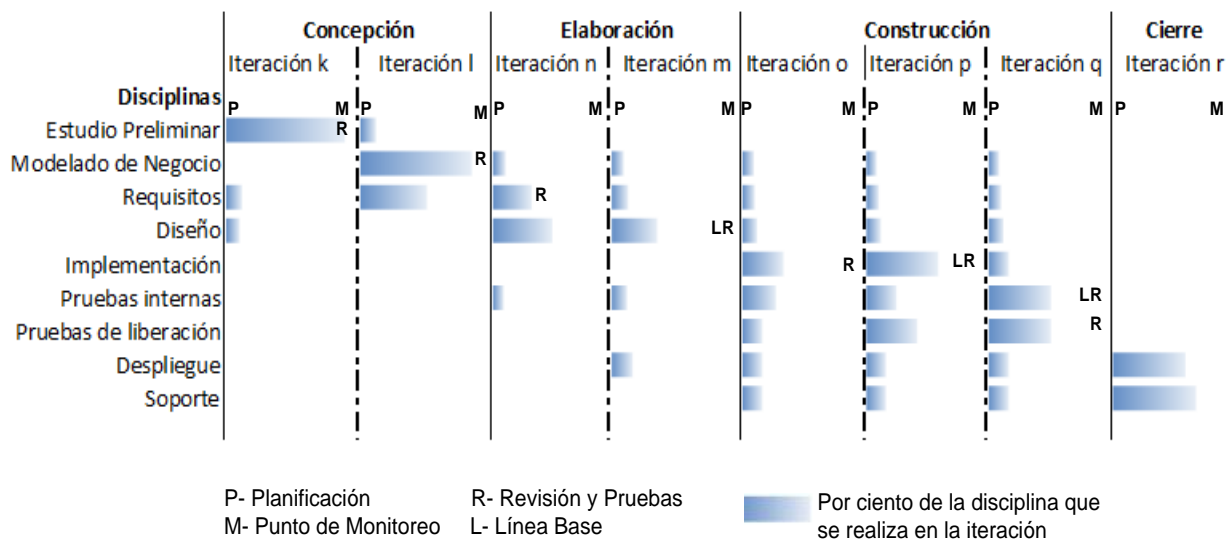 Concepción Elaboración Construcción Cierre
Iteración k Iteración l Iteración n Iteración m Iteración o Iteración p Iteración q Iteración r
Disciplinas
P M P M P M P M P M P M P M P M
Estudio Preliminar R
Modelado de Negocio R
Requisitos R
Diseño LR
Implementación R LR
Pruebas internas LR
Pruebas de liberación R
Despliegue
Soporte
P- Planificación R- Revisión y Pruebas Por ciento de la disciplina que
M- Punto de Monitoreo L- Línea Base se realiza en la iteración